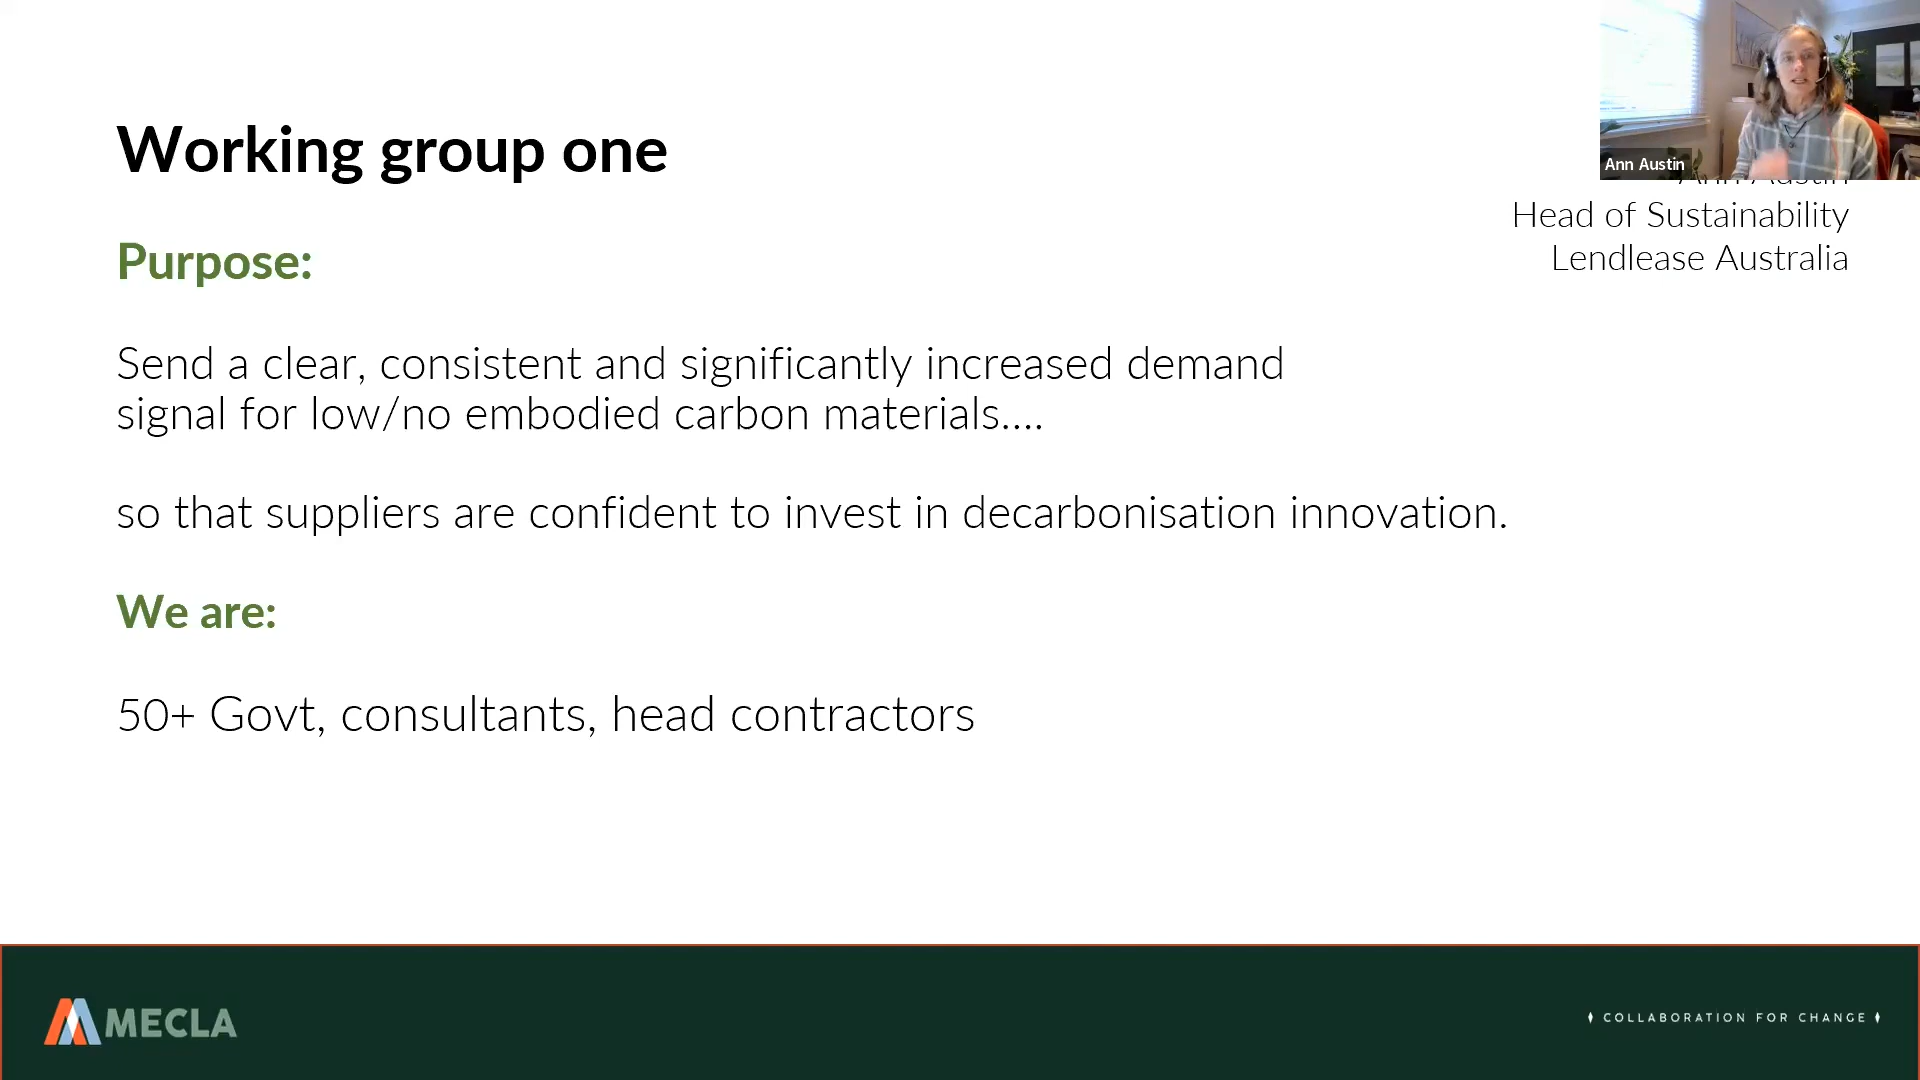 Working group one
Ann Austin
Ann Austin
Head of Sustainability
Lendlease Australia
Purpose:
Send a clear, consistent and significantly increased demand
signal for low/no embodied carbon materials....
so that suppliers are confident to invest in decarbonisation innovation.
We are:
50+ Govt, consultants, head contractors
MECLA
COLLABORATION FOR CHANGE